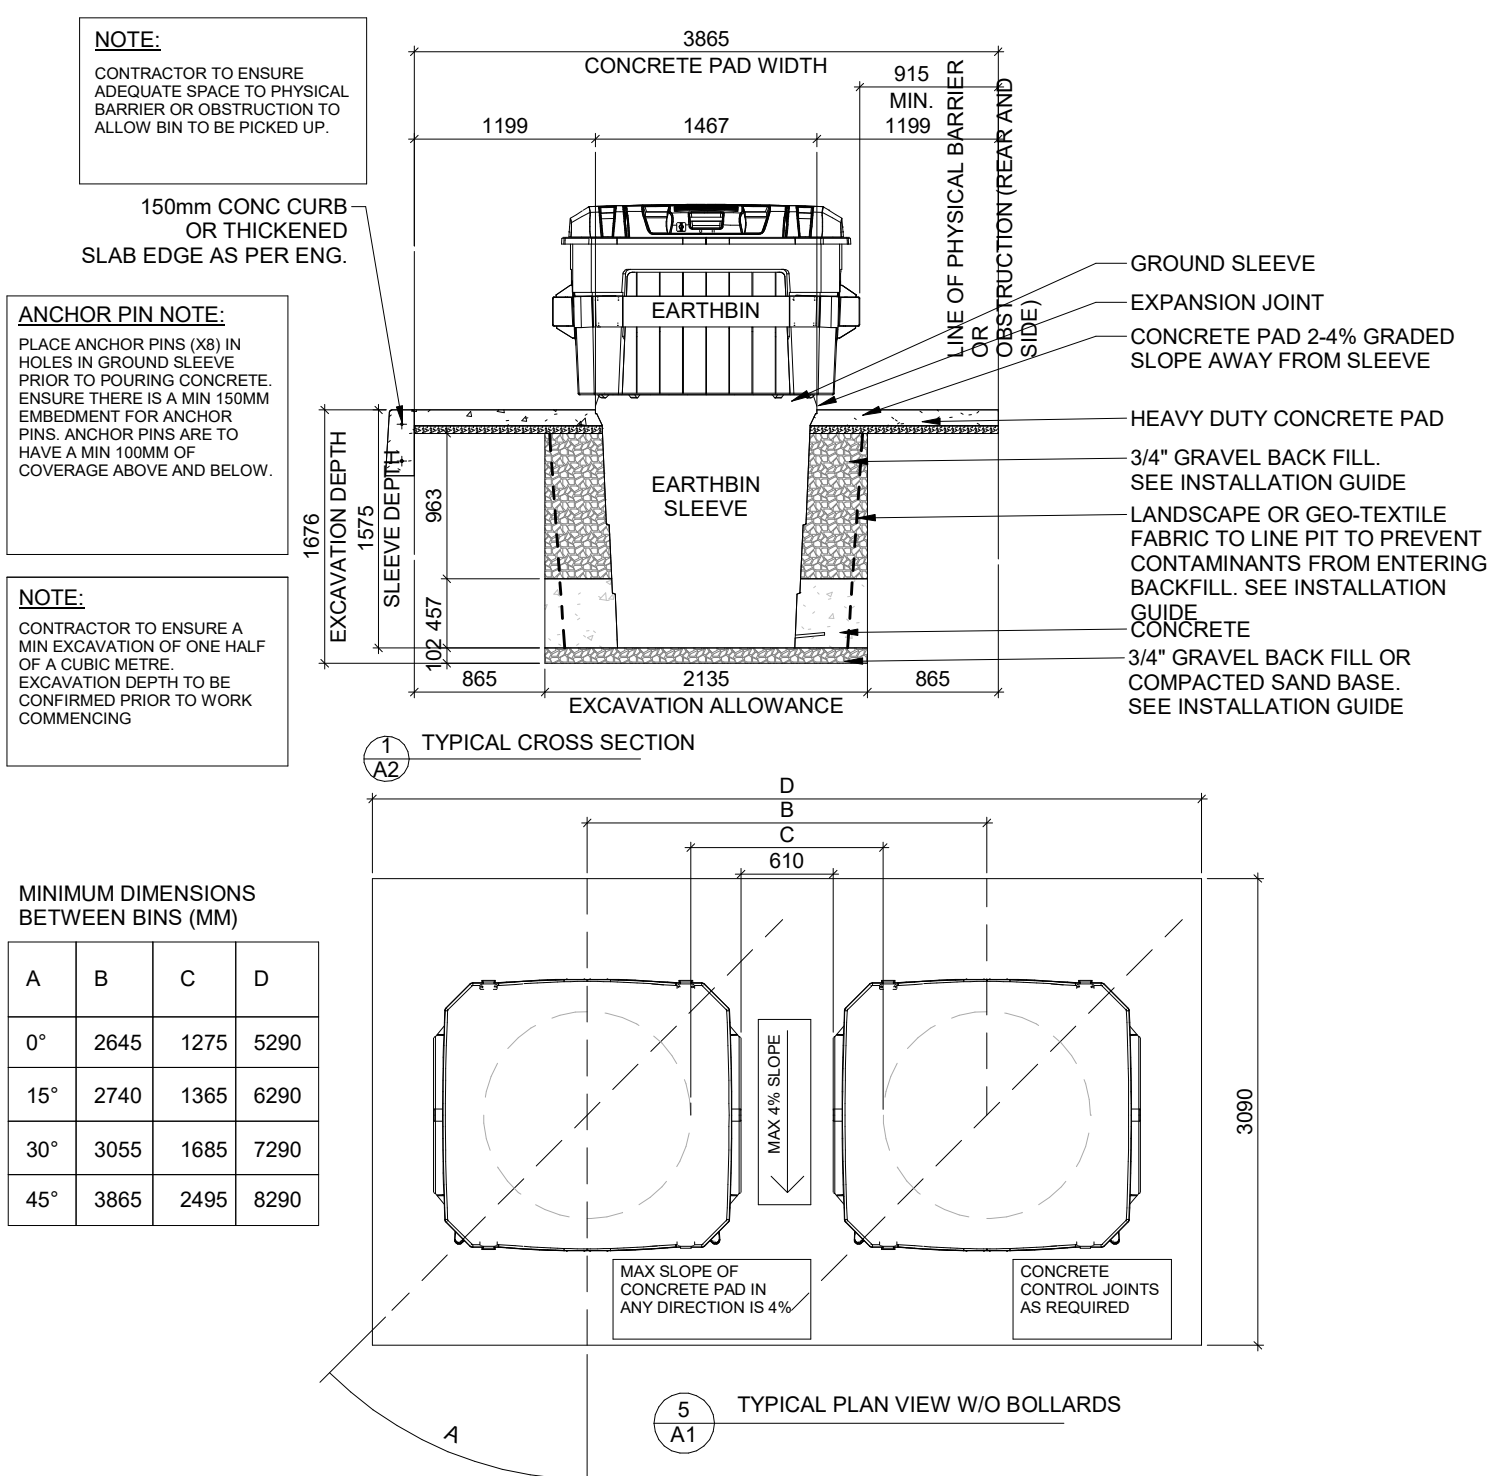 NOTE:
CONTRACTOR TO ENSURE
ADEQUATE SPACE TO PHYSICAL
BARRIER OR OBSTRUCTION TO
ALLOW BIN TO BE PICKED UP.
3865
CONCRETE PAD WIDTH
915
MIN.
1199
1467
1199
LINE OF PHYSICAL BARRIER
OR
OBSTRUCTION (REAR AND
SIDE)
150mm CONC CURB
OR THICKENED
SLAB EDGE AS PER ENG.
ANCHOR PIN NOTE:
PLACE ANCHOR PINS (X8) IN
HOLES IN GROUND SLEEVE
PRIOR TO POURING CONCRETE.
ENSURE THERE IS A MIN 150MM
EMBEDMENT FOR ANCHOR
PINS. ANCHOR PINS ARE TO
HAVE A MIN 100MM OF
COVERAGE ABOVE AND BELOW.
NOTE:
CONTRACTOR TO ENSURE A
MIN EXCAVATION OF ONE HALF
OF A CUBIC METRE.
EXCAVATION DEPTH TO BE
CONFIRMED PRIOR TO WORK
COMMENCING
EARTHBIN
EARTHBIN
SLEEVE
1676
EXCAVATION DEPTH
1575
SLEEVE DEPTH
963
457
102
865
2135
865
EXCAVATION ALLOWANCE
GROUND SLEEVE
EXPANSION JOINT
CONCRETE PAD 2-4% GRADED
SLOPE AWAY FROM SLEEVE
HEAVY DUTY CONCRETE PAD
3/4" GRAVEL BACK FILL.
SEE INSTALLATION GUIDE
LANDSCAPE OR GEO-TEXTILE
FABRIC TO LINE PIT TO PREVENT
CONTAMINANTS FROM ENTERING
BACKFILL. SEE INSTALLATION
GUIDE
CONCRETE
3/4" GRAVEL BACK FILL OR
COMPACTED SAND BASE.
SEE INSTALLATION GUIDE
1
A2
TYPICAL CROSS SECTION
MINIMUM DIMENSIONS
BETWEEN BINS (MM)
A B C D
0° 2645 1275 5290
15° 2740 1365 6290
30° 3055 1685 7290
45° 3865 2495 8290
D
B
C
610
MAX 4% SLOPE
3090
MAX SLOPE OF
CONCRETE PAD IN
ANY DIRECTION IS 4%
CONCRETE
CONTROL JOINTS
AS REQUIRED
A
5
A1
TYPICAL PLAN VIEW W/O BOLLARDS